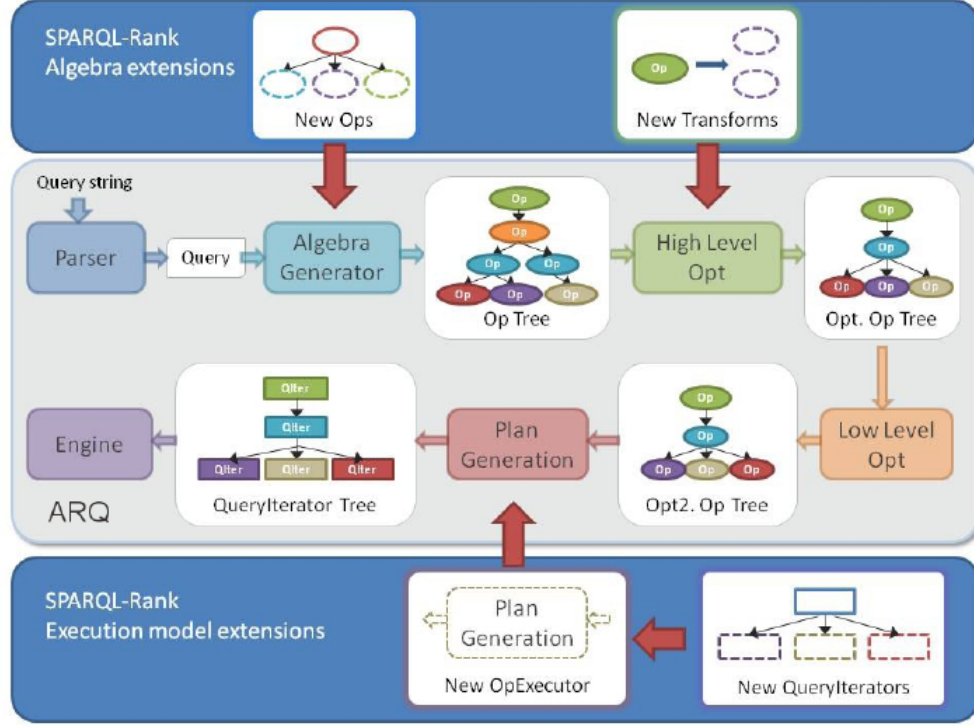 SPARQL-Rank
Algebra extensions
New Ops
Op
New Transforms
Query string
Parser
Query
Algebra
Generator
Op
Op
Op
Op
Op
Op
Op
Op Tree
High Level
Opt
Op
Op
Op
Op
Op
Opt. Op Tree
Engine
QIter
QIter
QIter
QIter
QIter
QueryIterator Tree
Plan
Generation
Op
Op
Op
Op
Op
Opt2. Op Tree
Low Level
Opt
ARQ
SPARQL-Rank
Execution model extensions
Plan
Generation
New OpExecutor
New QueryIterators